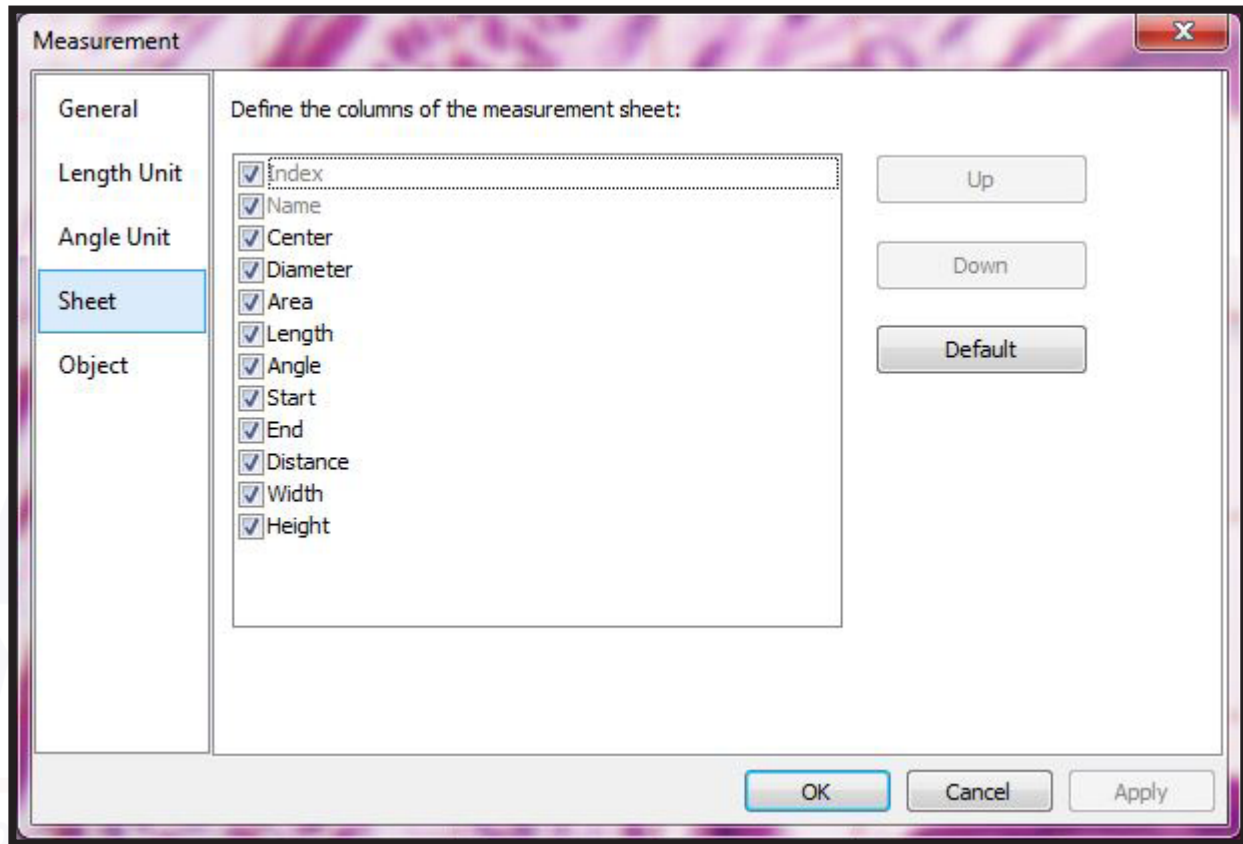 Measurement
General
Length Unit
Angle Unit
Sheet
Object
Define the columns of the measurement sheet:
Index
Name
Center
Diameter
Area
Length
Angle
Start
End
Distance
Width
Height
Up
Down
Default
OK
Cancel
Apply